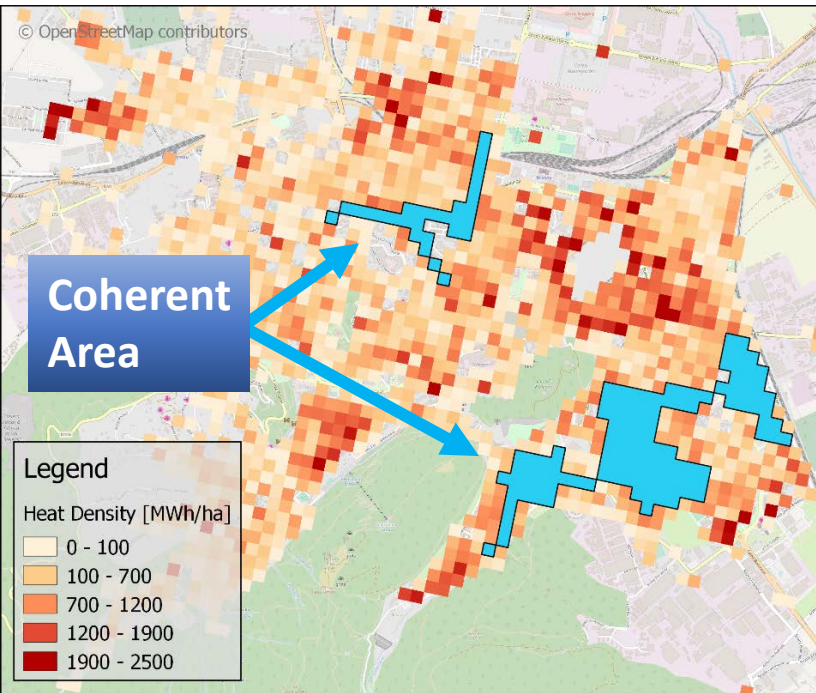 © OpenStreetMap contributors
Coherent
Area
Legend
Heat Density [MWh/ha]
0 - 100
100 - 700
700 - 1200
1200 - 1900
1900 - 2500